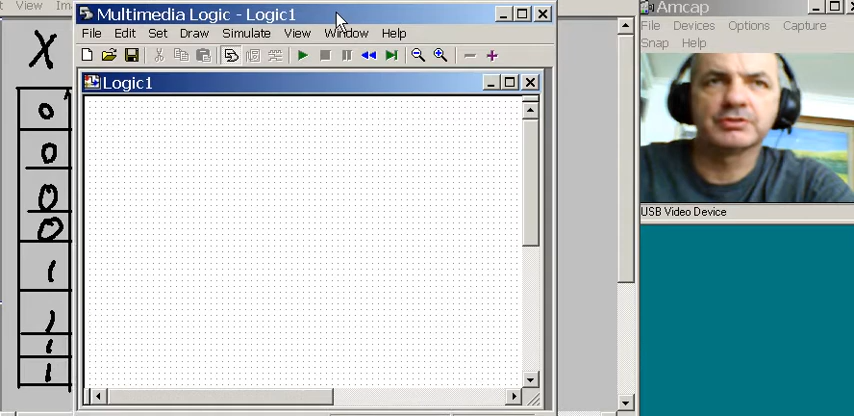 View Im
Multimedia Logic - Logic1
File Edit Set Draw Simulate View Window Help
Logic1
X
0
0
0
0
1
1
1
1
Amcap
File Devices Options Capture
Snap Help
USB Video Device